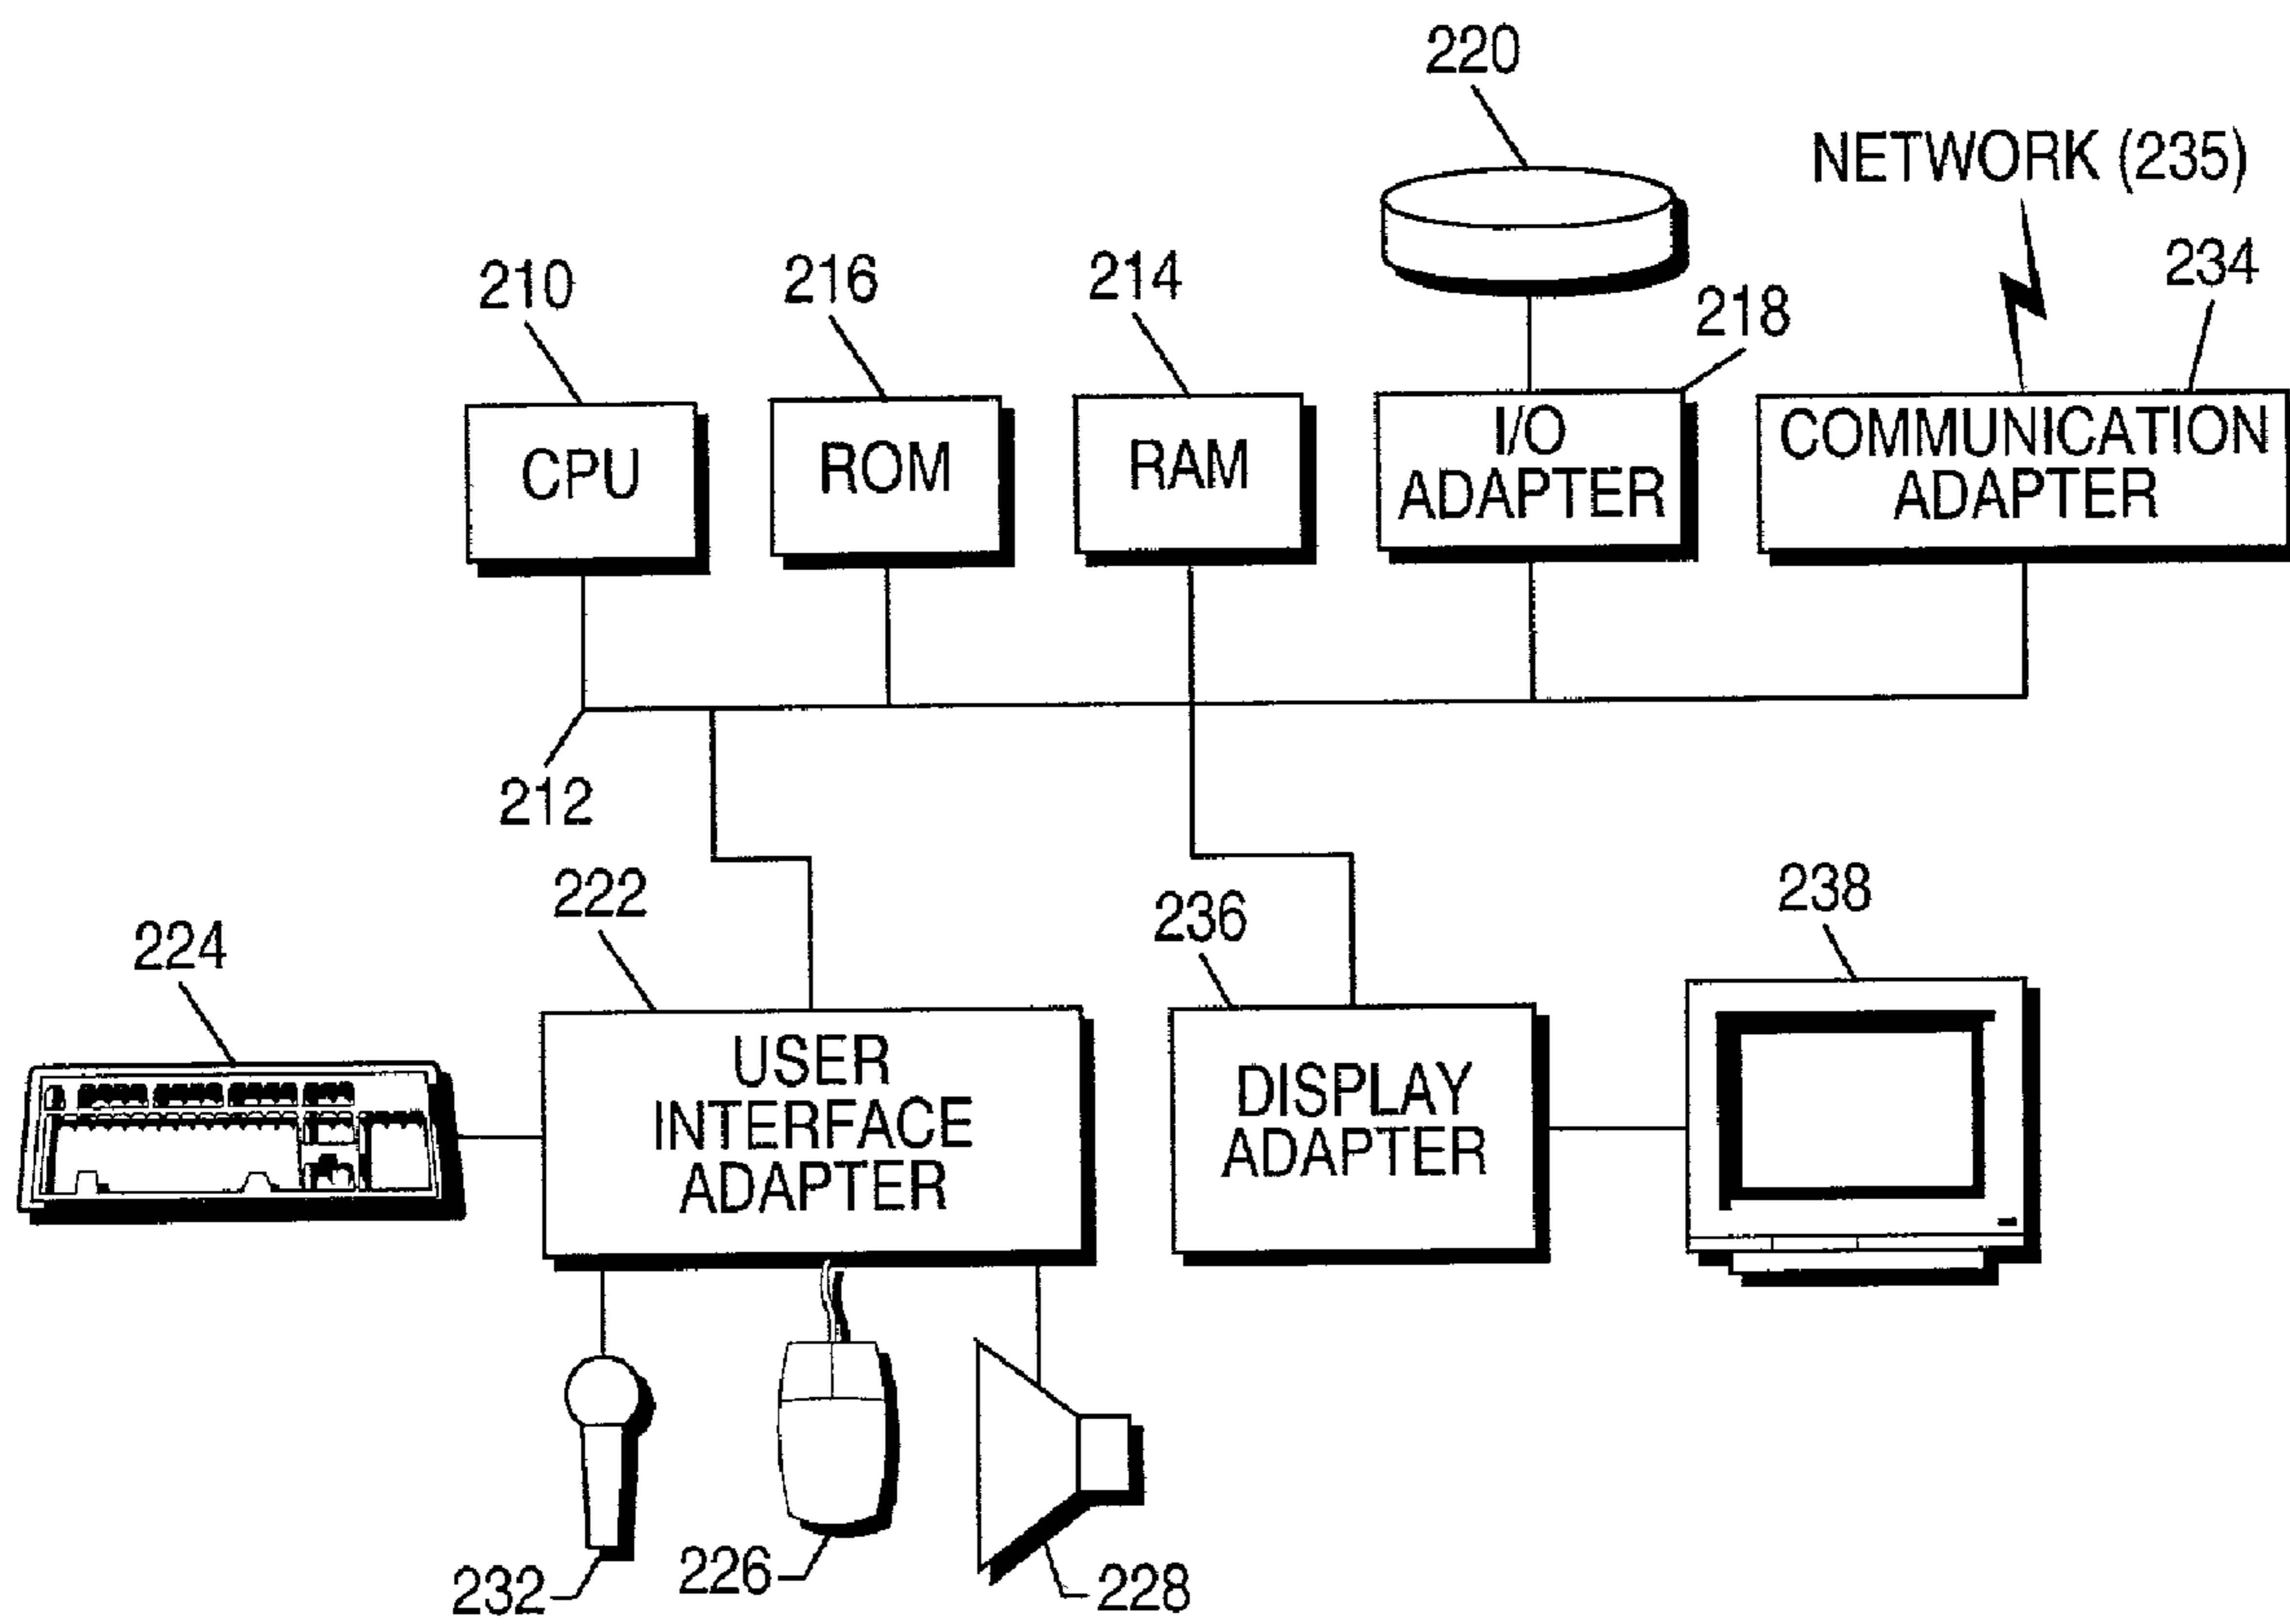 220
NETWORK (235)
210
216
214
218
234
CPU
ROM
RAM
I/O
ADAPTER
COMMUNICATION
ADAPTER
212
222
236
238
224
USER
INTERFACE
ADAPTER
DISPLAY
ADAPTER
232
226
228